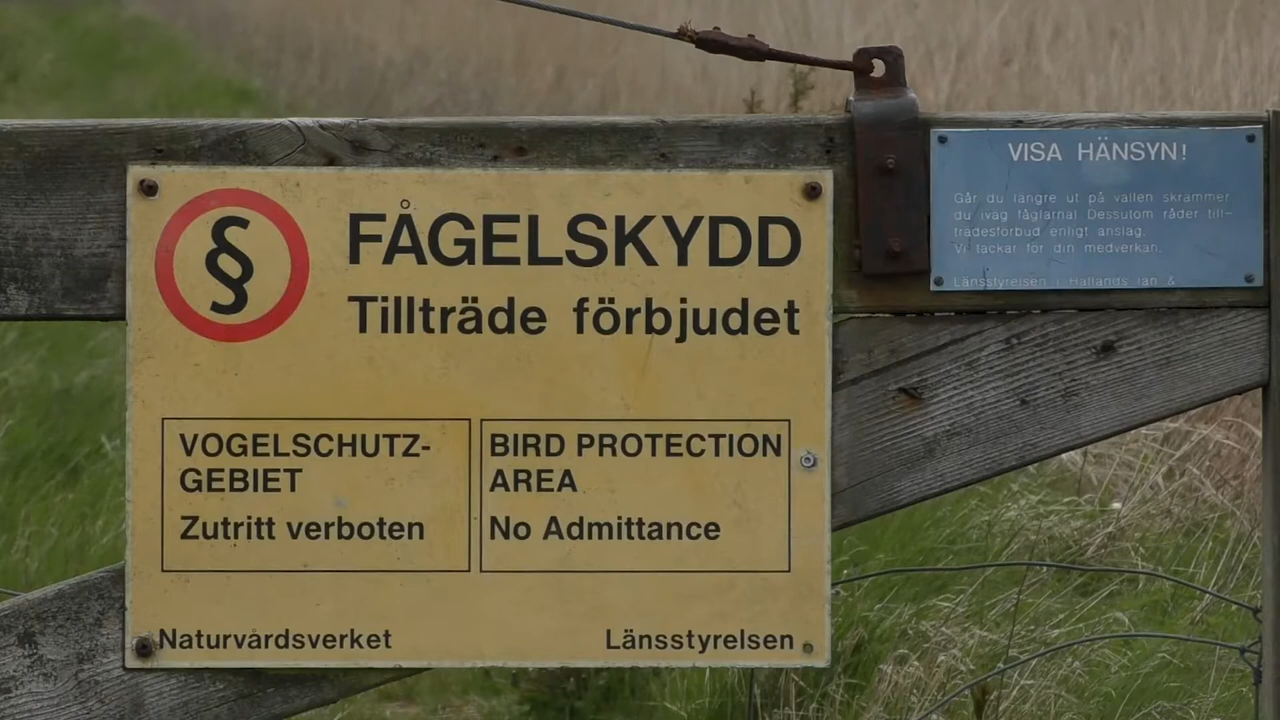 §
FÅGELSKYDD
Tillträde förbjudet
VOGELSCHUTZ-
GEBIET
Zutritt verboten
BIRD PROTECTION
AREA
No Admittance
Naturvårdsverket
Länsstyrelsen
VISA HÄNSYN!
Går du längre ut på vallen skrämmer
du iväg fåglarna! Dessutom råder till-
trädesförbud enligt anslag.
Vi tackar för din medverkan.
Länsstyrelsen i Hallands län &